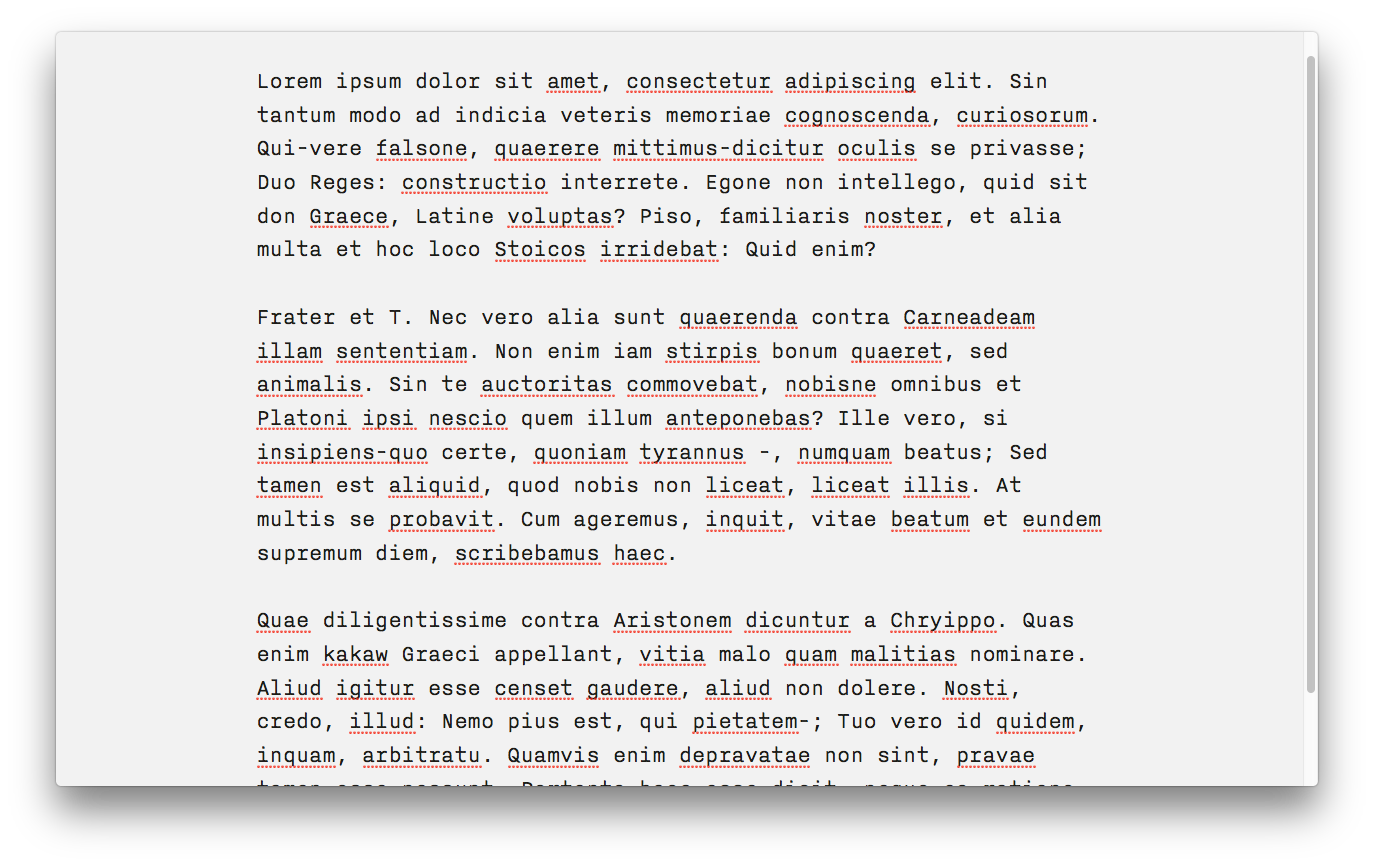 Lorem ipsum dolor sit amet, consectetur adipiscing elit. Sin
tantum modo ad indicia veteris memoriae cognoscenda, curiosorum.
Qui-vere falsone, quaerere mittimus-dicitur oculis se privasse;
Duo Reges: constructio interrete. Egone non intellego, quid sit
don Graece, Latine voluptas? Piso, familiaris noster, et alia
multa et hoc loco Stoicos irridebat: Quid enim?
Frater et T. Nec vero alia sunt quaerenda contra Carneadeam
illam sententiam. Non enim iam stirpis bonum quaeret, sed
animalis. Sin te auctoritas commovebat, nobisne omnibus et
Platoni ipsi nescio quem illum anteponebas? Ille vero, si
insipiens-quo certe, quoniam tyrannus -, numquam beatus; Sed
tamen est aliquid, quod nobis non liceat, liceat illis. At
multis se probavit. Cum ageremus, inquit, vitae beatum et eundem
supremum diem, scribebamus haec.
Quae diligentissime contra Aristonem dicuntur a Chryippo. Quas
enim kakaw Graeci appellant, vitia malo quam malitias nominare.
Aliud igitur esse censet gaudere, aliud non dolere. Nosti,
credo, illud: Nemo pius est, qui pietatem-; Tuo vero id quidem,
inquam, arbitratu. Quamvis enim depravatae non sint, pravae